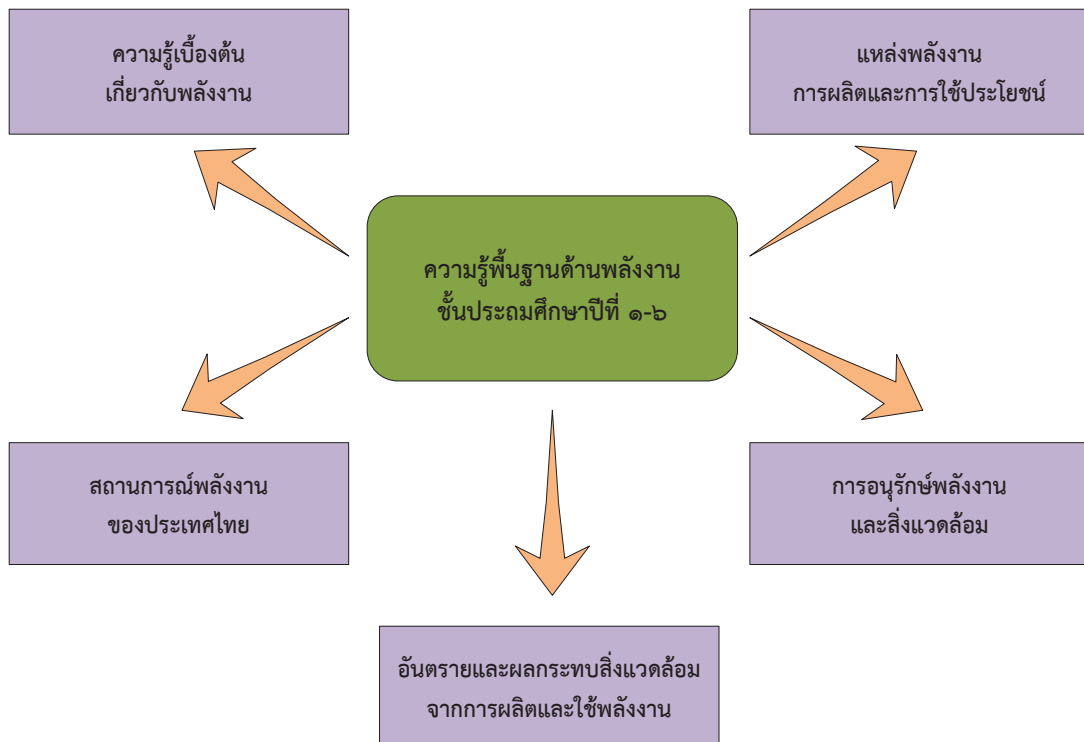 ความรู้เบื้องต้น
เกี่ยวกับพลังงาน
แหล่งพลังงาน
การผลิตและการใช้ประโยชน์
ความรู้พื้นฐานด้านพลังงาน
ชั้นประถมศึกษาปีที่ ๑-๖
สถานการณ์พลังงาน
ของประเทศไทย
การอนุรักษ์พลังงาน
และสิ่งแวดล้อม
อันตรายและผลกระทบสิ่งแวดล้อม
จากการผลิตและใช้พลังงาน